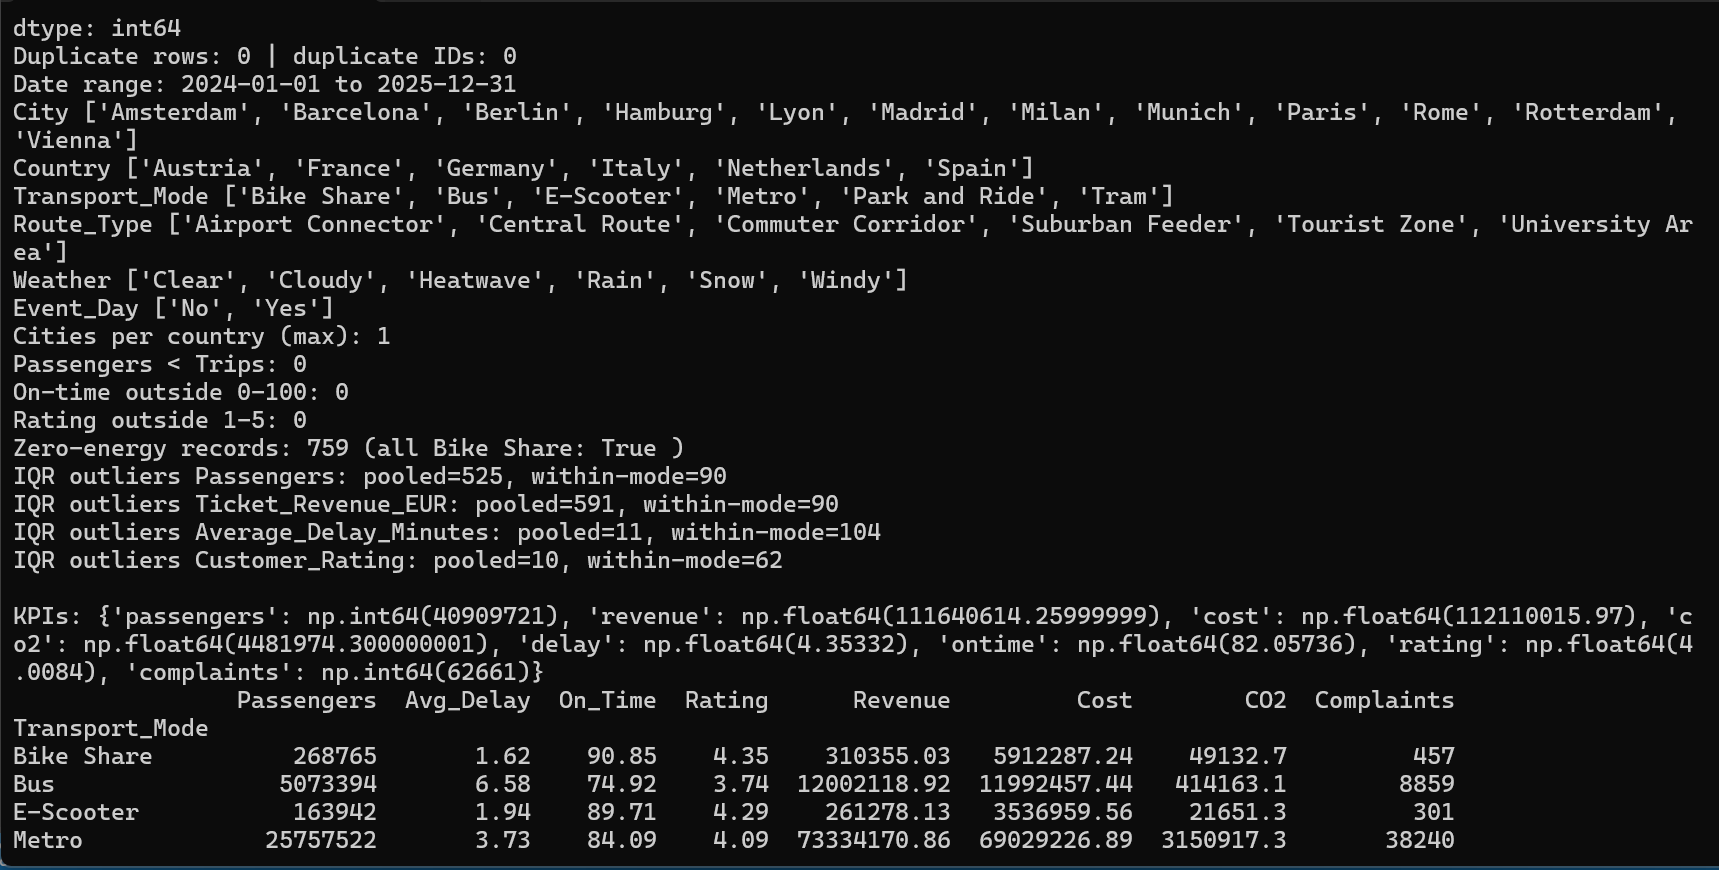 dtype: int64
Duplicate rows: 0 | duplicate IDs: 0
Date range: 2024-01-01 to 2025-12-31
City ['Amsterdam', 'Barcelona', 'Berlin', 'Hamburg', 'Lyon', 'Madrid', 'Milan', 'Munich', 'Paris', 'Rome', 'Rotterdam',
'Vienna']
Country ['Austria', 'France', 'Germany', 'Italy', 'Netherlands', 'Spain']
Transport_Mode ['Bike Share', 'Bus', 'E-Scooter', 'Metro', 'Park and Ride', 'Tram']
Route_Type ['Airport Connector', 'Central Route', 'Commuter Corridor', 'Suburban Feeder', 'Tourist Zone', 'University Ar
ea']
Weather ['Clear', 'Cloudy', 'Heatwave', 'Rain', 'Snow', 'Windy']
Event_Day ['No', 'Yes']
Cities per country (max): 1
Passengers < Trips: 0
On-time outside 0-100: 0
Rating outside 1-5: 0
Zero-energy records: 759 (all Bike Share: True )
IQR outliers Passengers: pooled=525, within-mode=90
IQR outliers Ticket_Revenue_EUR: pooled=591, within-mode=90
IQR outliers Average_Delay_Minutes: pooled=11, within-mode=104
IQR outliers Customer_Rating: pooled=10, within-mode=62

KPIs: {'passengers': np.int64(40909721), 'revenue': np.float64(111640614.25999999), 'cost': np.float64(112110015.97), 'c
o2': np.float64(4481974.300000001), 'delay': np.float64(4.35332), 'ontime': np.float64(82.05736), 'rating': np.float64(4
.0084), 'complaints': np.int64(62661)}
                Passengers  Avg_Delay  On_Time  Rating      Revenue         Cost        CO2  Complaints
Transport_Mode
Bike Share          268765       1.62    90.85    4.35    310355.03   5912287.24    49132.7         457
Bus                5073394       6.58    74.92    3.74  12002118.92  11992457.44   414163.1        8859
E-Scooter           163942       1.94    89.71    4.29    261278.13   3536959.56    21651.3         301
Metro             25757522       3.73    84.09    4.09  73334170.86  69029226.89  3150917.3       38240